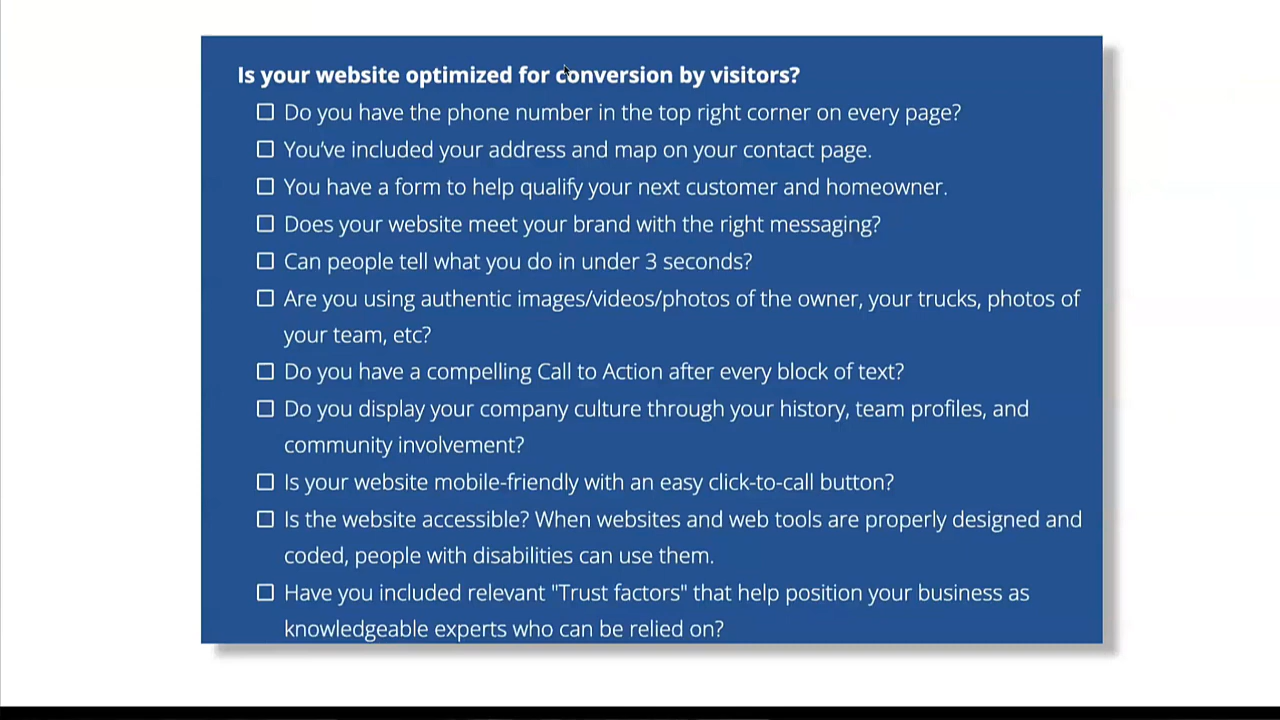 Is your website optimized for conversion by visitors?
☐ Do you have the phone number in the top right corner on every page?
☐ You’ve included your address and map on your contact page.
☐ You have a form to help qualify your next customer and homeowner.
☐ Does your website meet your brand with the right messaging?
☐ Can people tell what you do in under 3 seconds?
☐ Are you using authentic images/videos/photos of the owner, your trucks, photos of
your team, etc?
☐ Do you have a compelling Call to Action after every block of text?
☐ Do you display your company culture through your history, team profiles, and
community involvement?
☐ Is your website mobile-friendly with an easy click-to-call button?
☐ Is the website accessible? When websites and web tools are properly designed and
coded, people with disabilities can use them.
☐ Have you included relevant "Trust factors" that help position your business as
knowledgeable experts who can be relied on?